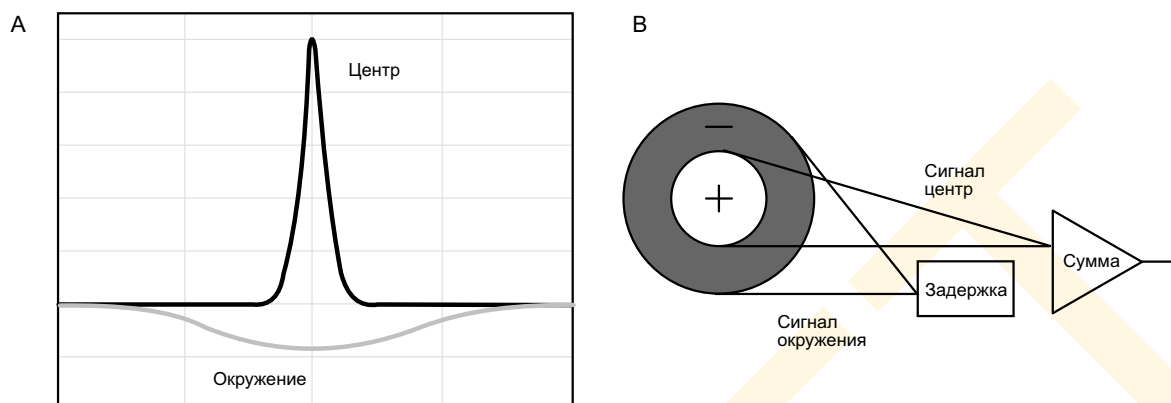 A
Центр
Окружение
B
Сигнал
центр
Сумма
Задержка
Сигнал
окружения